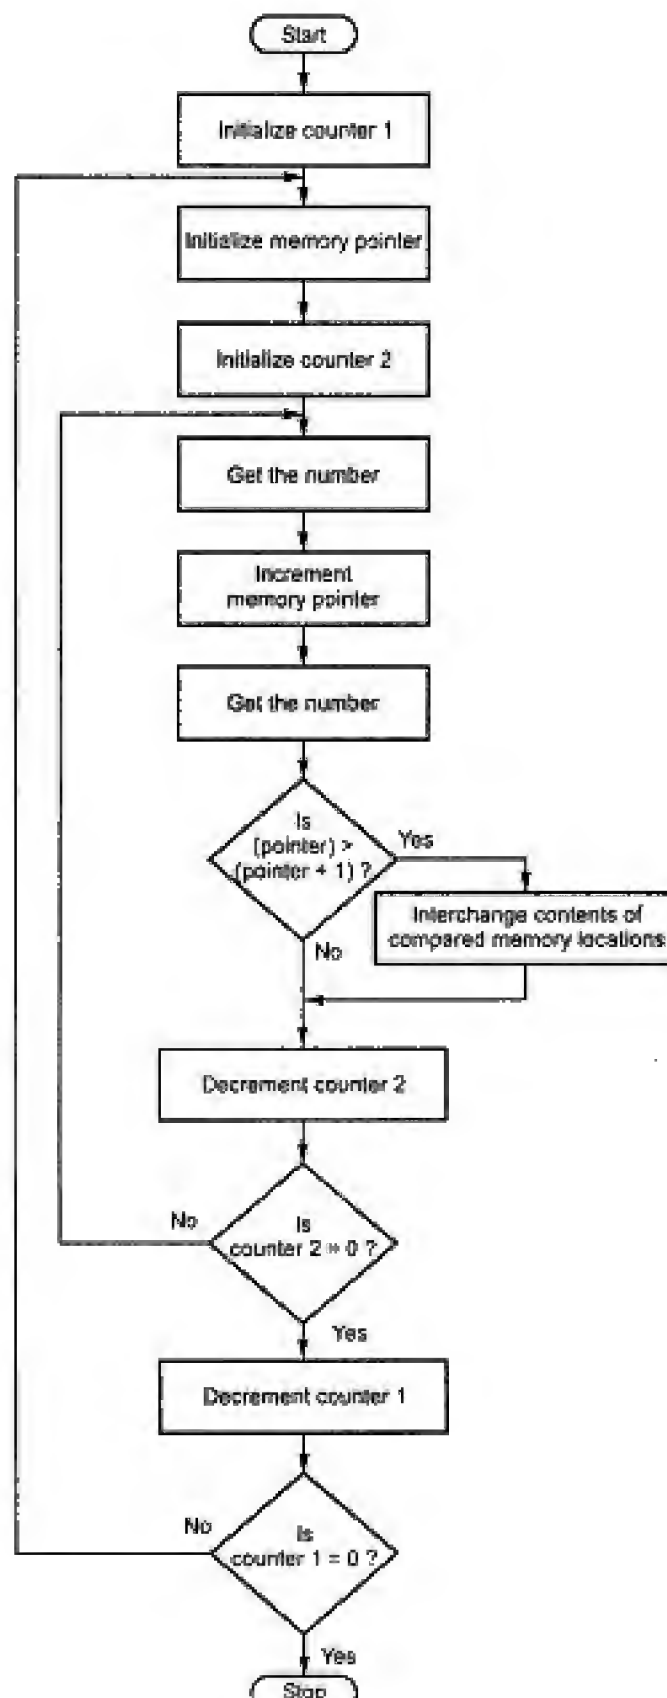 Start
Initialize counter 1
Initialize memory pointer
Initialize counter 2
Get the number
Increment
memory pointer
Get the number
Is
(pointer) >
(pointer + 1) ?
Yes
Interchange contents of
compared memory locations
No
Decrement counter 2
No
Is
counter 2 = 0 ?
Yes
Decrement counter 1
No
Is
counter 1 = 0 ?
Yes
Stop